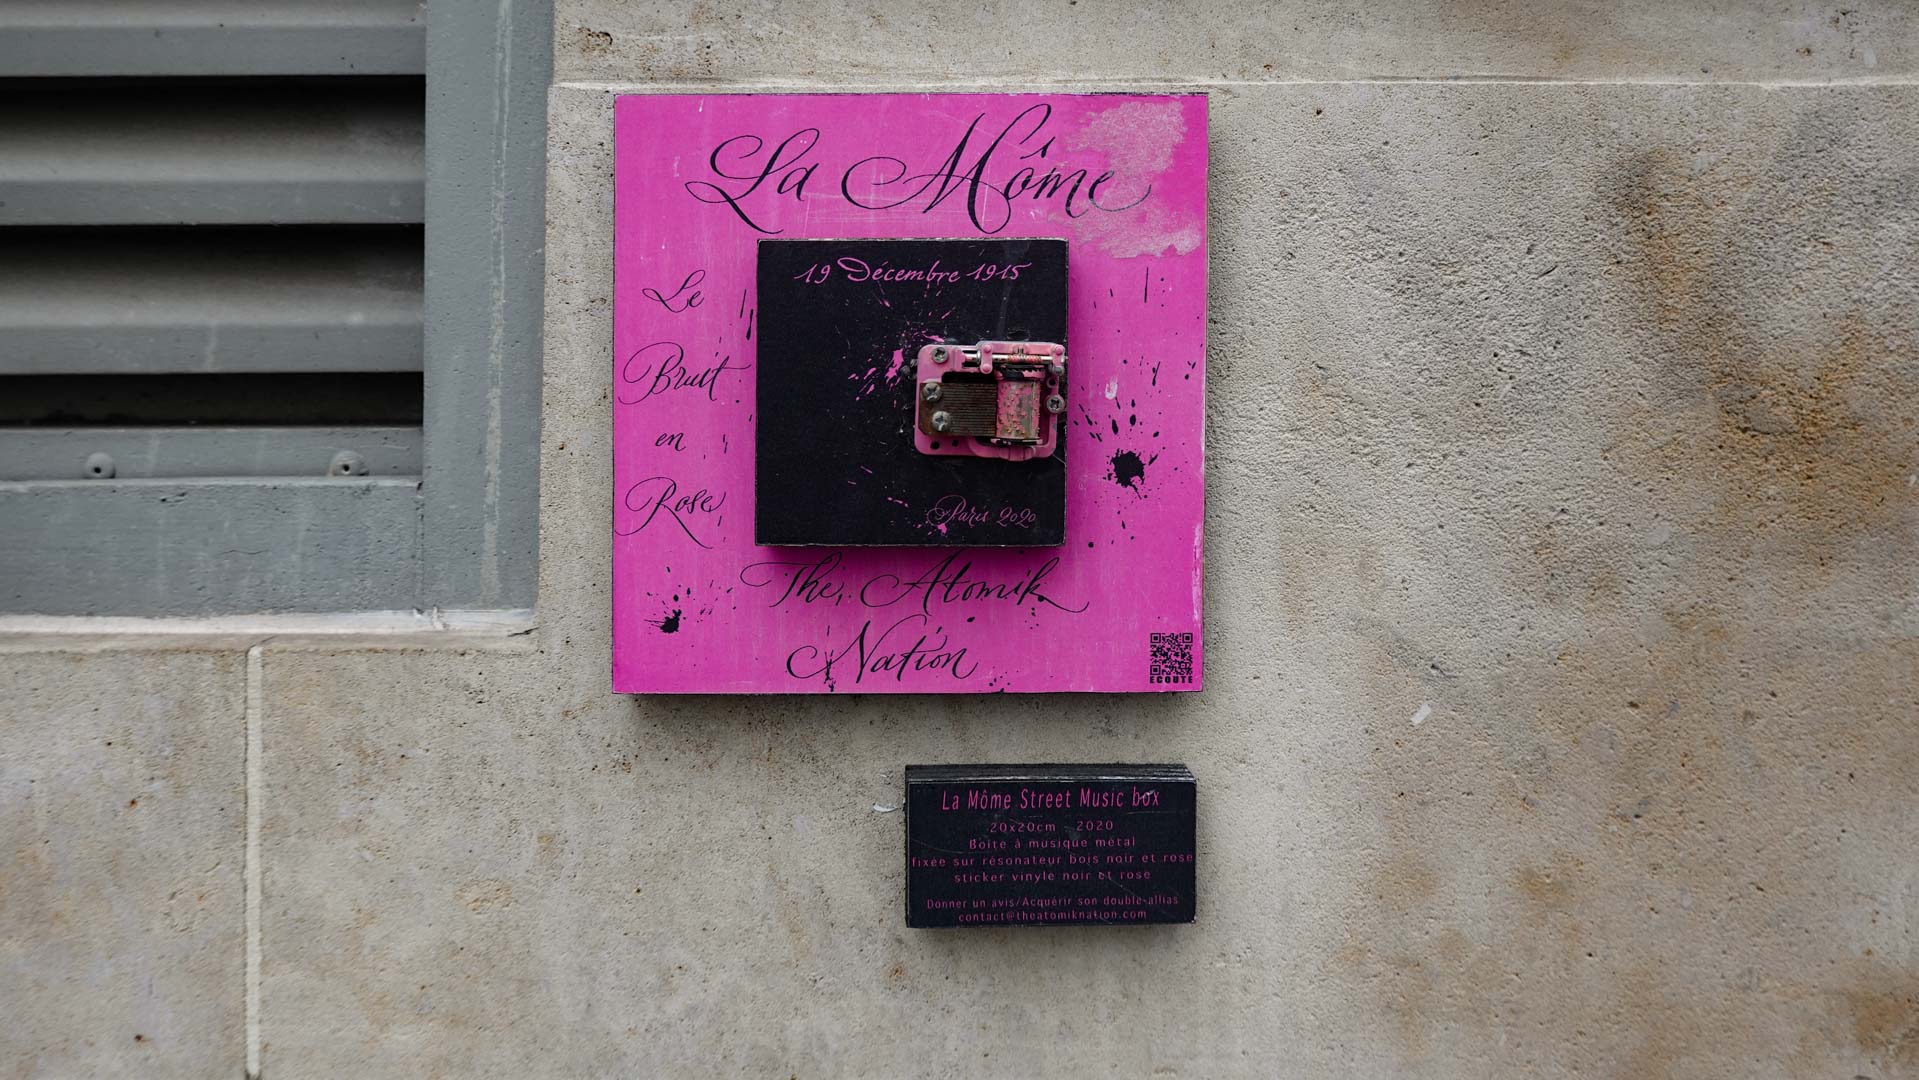 La Môme
19 Décembre 1915
Le
Bruit
en
Rose
Paris 2020
The Atomik
Nation
ECOUTE
La Môme Street Music box
20x20cm - 2020
Boite à musique métal
fixée sur résonateur bois noir et rose
sticker vinyle noir et rose
Donner un avis/Acquérir son double-allias
contact@theatomiknation.com